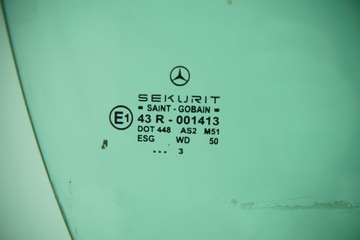 SEKURIT
SAINT - GOBAIN
E1 43 R - 001413
DOT 448 AS2 M51
ESG WD 50
... 3